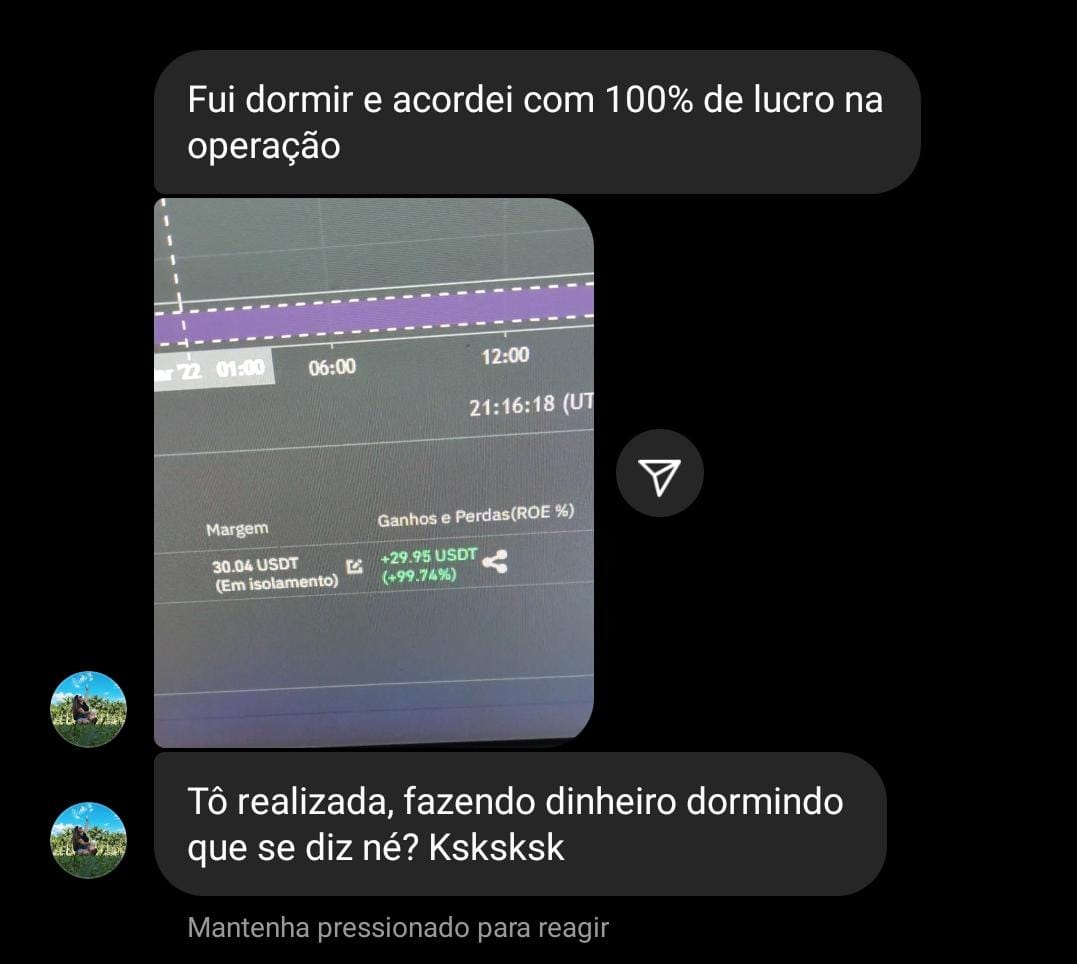 Fui dormir e acordei com 100% de lucro na
operação
ar '22 01:00 06:00 12:00
21:16:18 (UT
Margem Ganhos e Perdas(ROE %)
30.04 USDT +29.95 USDT
(Em isolamento) (+99.74%)
Tô realizada, fazendo dinheiro dormindo
que se diz né? Ksksksk
Mantenha pressionado para reagir